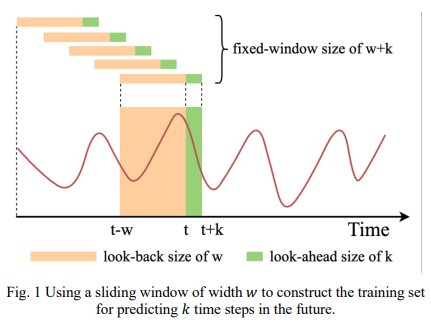 fixed-window size of w+k
t-w t t+k Time
look-back size of w look-ahead size of k
Fig. 1 Using a sliding window of width w to construct the training set
for predicting k time steps in the future.